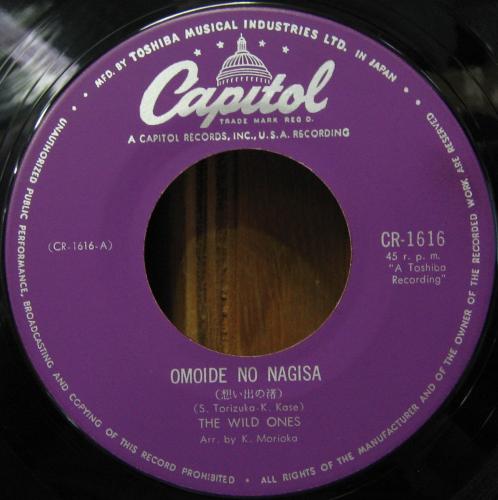 • MFD. BY TOSHIBA MUSICAL INDUSTRIES LTD. IN JAPAN •
Capitol
TRADE MARK REG D.
A CAPITOL RECORDS, INC., U.S.A. RECORDING
(CR-1616-A)
CR-1616
45 r. p. m.
"A Toshiba
Recording"
OMOIDE NO NAGISA
(想い出の渚)
(S. Torizuka-K. Kase)
THE WILD ONES
Arr. by K. Morioka
• UNAUTHORIZED PUBLIC PERFORMANCE, BROADCASTING AND COPYING OF THIS RECORD PROHIBITED • ALL RIGHTS OF THE MANUFACTURER AND OF THE OWNER OF THE RECORDED WORK ARE RESERVED •